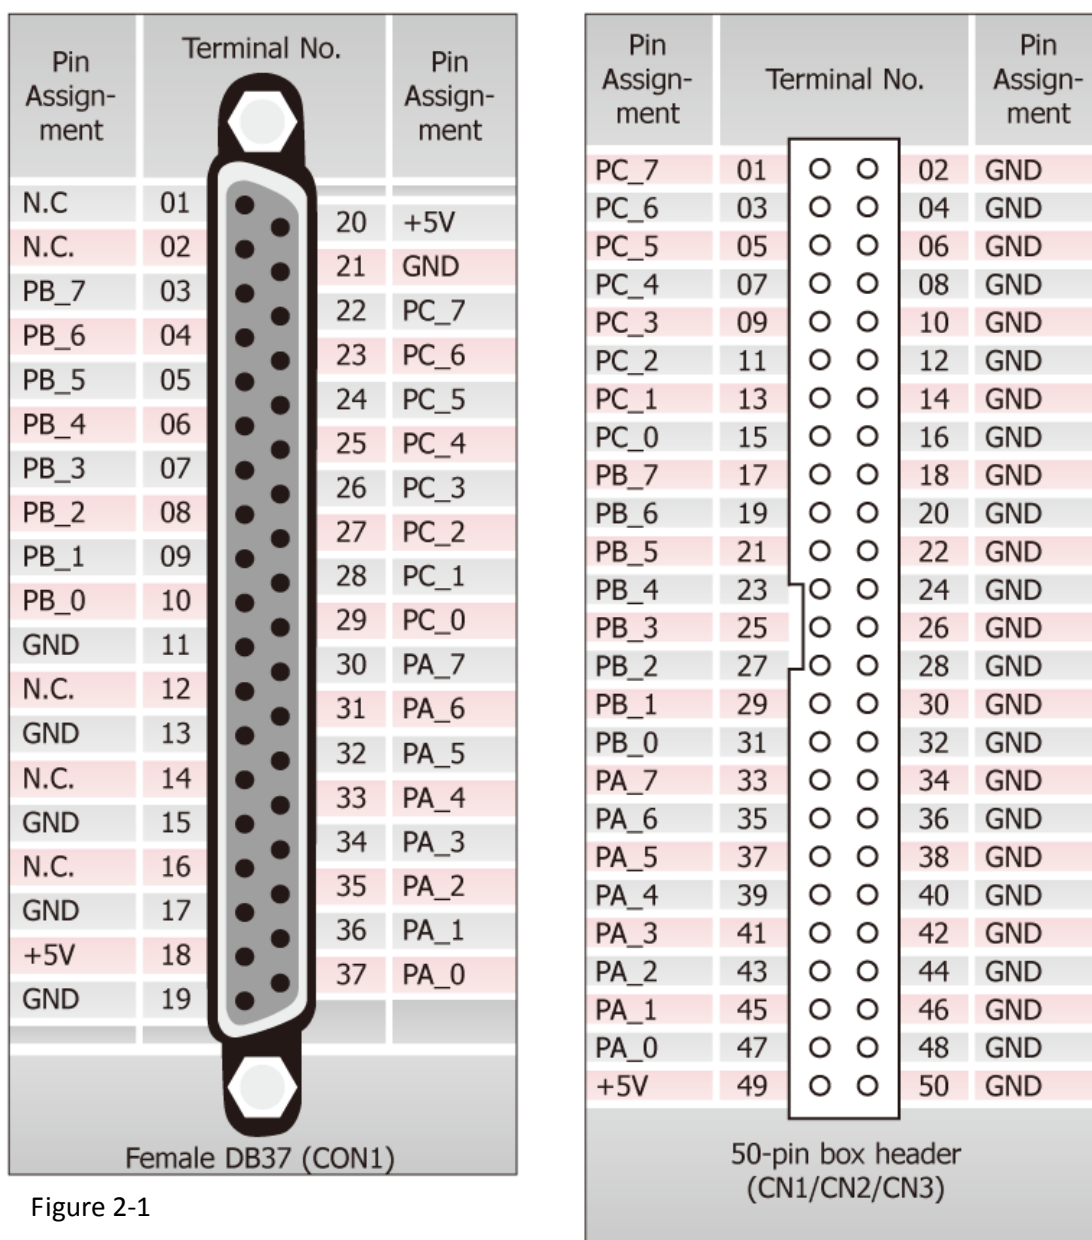 Pin Assign- ment Terminal No. Pin Assign- ment
N.C 01
20 +5V
N.C. 02
21 GND
PB_7 03
22 PC_7
PB_6 04
23 PC_6
PB_5 05
24 PC_5
PB_4 06
25 PC_4
PB_3 07
26 PC_3
PB_2 08
27 PC_2
PB_1 09
28 PC_1
PB_0 10
29 PC_0
GND 11
30 PA_7
N.C. 12
31 PA_6
GND 13
32 PA_5
N.C. 14
33 PA_4
GND 15
34 PA_3
N.C. 16
35 PA_2
GND 17
36 PA_1
+5V 18
37 PA_0
GND 19
Female DB37 (CON1)
Figure 2-1
Pin Assign- ment Terminal No. Pin Assign- ment
PC_7 01 02 GND
PC_6 03 04 GND
PC_5 05 06 GND
PC_4 07 08 GND
PC_3 09 10 GND
PC_2 11 12 GND
PC_1 13 14 GND
PC_0 15 16 GND
PB_7 17 18 GND
PB_6 19 20 GND
PB_5 21 22 GND
PB_4 23 24 GND
PB_3 25 26 GND
PB_2 27 28 GND
PB_1 29 30 GND
PB_0 31 32 GND
PA_7 33 34 GND
PA_6 35 36 GND
PA_5 37 38 GND
PA_4 39 40 GND
PA_3 41 42 GND
PA_2 43 44 GND
PA_1 45 46 GND
PA_0 47 48 GND
+5V 49 50 GND
50-pin box header
(CN1/CN2/CN3)